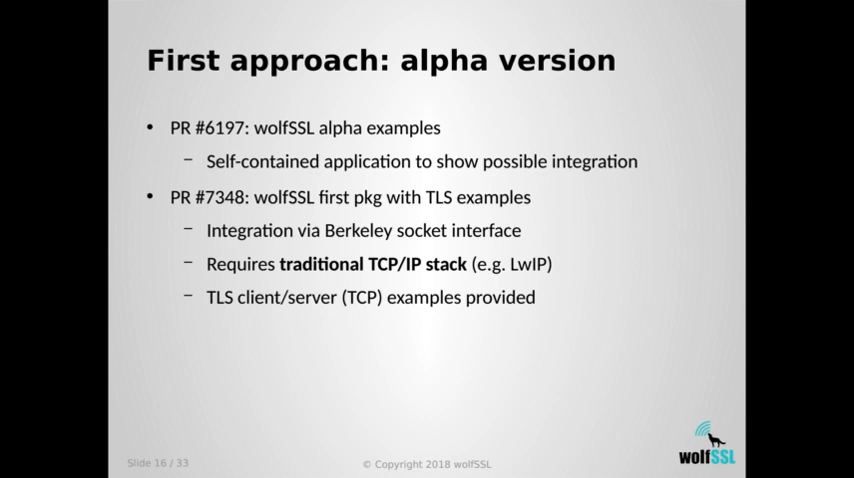 First approach: alpha version
• PR #6197: wolfSSL alpha examples
– Self-contained application to show possible integration
• PR #7348: wolfSSL first pkg with TLS examples
– Integration via Berkeley socket interface
– Requires traditional TCP/IP stack (e.g. LwIP)
– TLS client/server (TCP) examples provided
wolfSSL
Slide 16 / 33
© Copyright 2018 wolfSSL